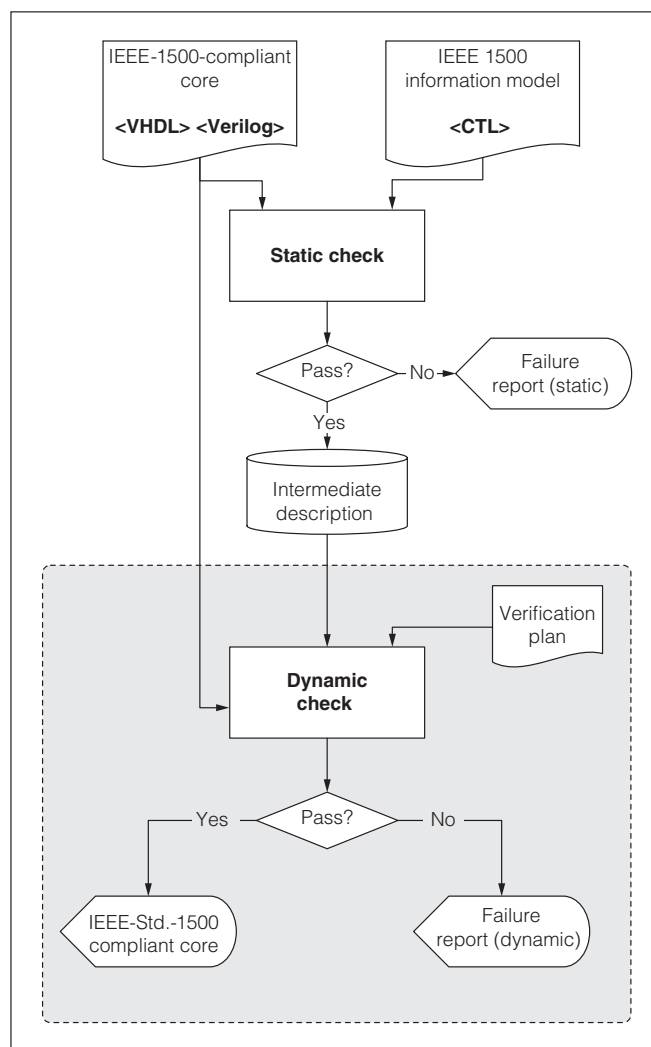 IEEE-1500-compliant
core
<VHDL> <Verilog>
IEEE 1500
information model
<CTL>
Static check
Pass?
No
Failure
report (static)
Yes
Intermediate
description
Verification
plan
Dynamic
check
Yes
Pass?
No
IEEE-Std.-1500
compliant core
Failure
report (dynamic)